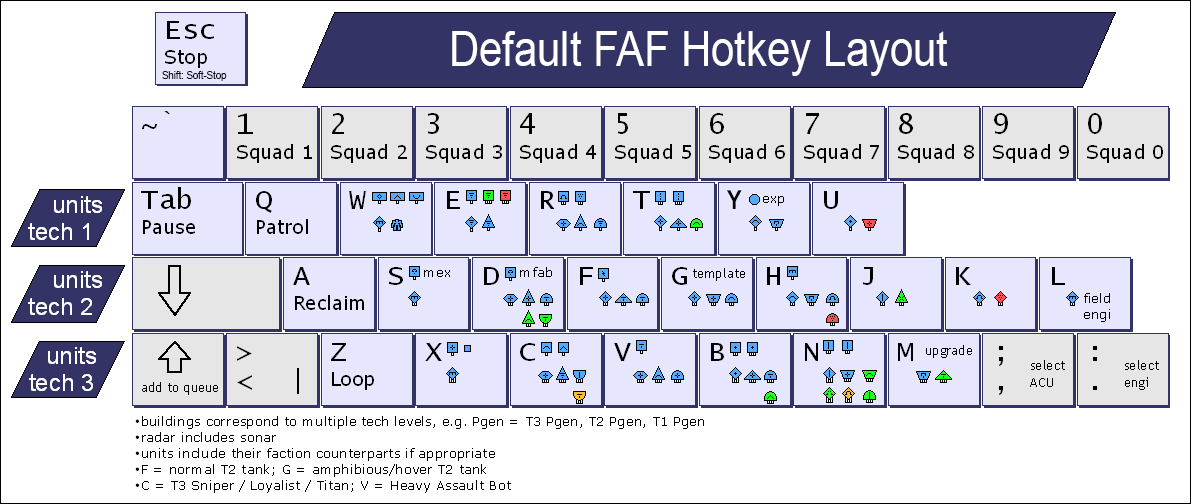 Esc
Stop
Shift: Soft-Stop
Default FAF Hotkey Layout
~ `
1
Squad 1
2
Squad 2
3
Squad 3
4
Squad 4
5
Squad 5
6
Squad 6
7
Squad 7
8
Squad 8
9
Squad 9
0
Squad 0
units
tech 1
Tab
Pause
Q
Patrol
W
E
R
T
Y exp
U
units
tech 2
A
Reclaim
S mex
D m fab
F
G template
H
J
K
L
field
engi
units
tech 3
add to queue
>
< |
Z
Loop
X
C
V
B
N
M upgrade
;
,
select
ACU
:
.
select
engi
•buildings correspond to multiple tech levels, e.g. Pgen = T3 Pgen, T2 Pgen, T1 Pgen
•radar includes sonar
•units include their faction counterparts if appropriate
•F = normal T2 tank; G = amphibious/hover T2 tank
•C = T3 Sniper / Loyalist / Titan; V = Heavy Assault Bot